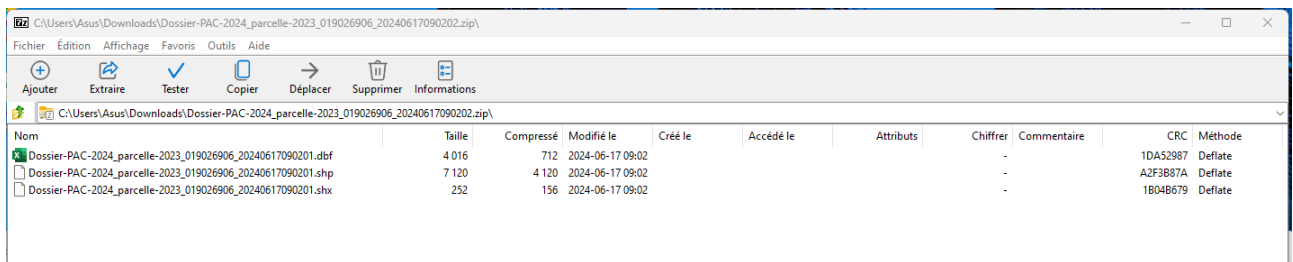 C:\Users\Asus\Downloads\Dossier-PAC-2024_parcelle-2023_019026906_20240617090202.zip\
Fichier Édition Affichage Favoris Outils Aide
Ajouter Extraire Tester Copier Déplacer Supprimer Informations
C:\Users\Asus\Downloads\Dossier-PAC-2024_parcelle-2023_019026906_20240617090202.zip\
Nom Taille Compressé Modifié le Créé le Accédé le Attributs Chiffrer Commentaire CRC Méthode
Dossier-PAC-2024_parcelle-2023_019026906_20240617090201.dbf 4 016 712 2024-06-17 09:02 - 1DA52987 Deflate
Dossier-PAC-2024_parcelle-2023_019026906_20240617090201.shp 7 120 4 120 2024-06-17 09:02 - A2F3B87A Deflate
Dossier-PAC-2024_parcelle-2023_019026906_20240617090201.shx 252 156 2024-06-17 09:02 - 1B04B679 Deflate